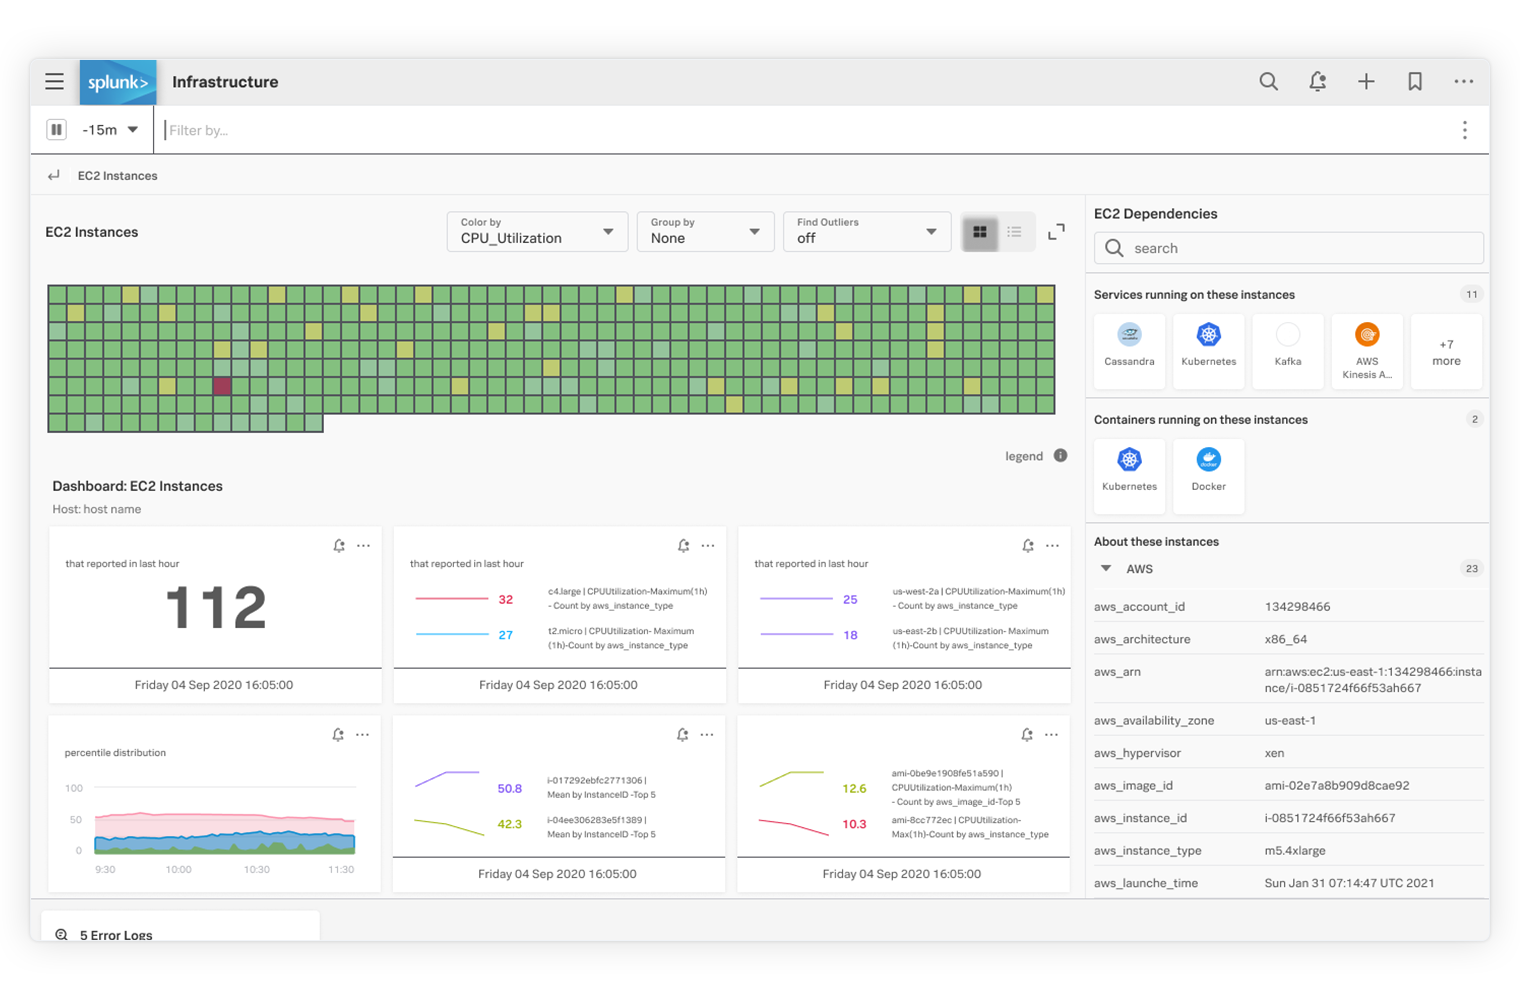 splunk>
Infrastructure
-15m
Filter by...
EC2 Instances
EC2 Instances
Color by
CPU_Utilization
Group by
None
Find Outliers
off
legend
Dashboard: EC2 Instances
Host: host name
that reported in last hour
112
Friday 04 Sep 2020 16:05:00
that reported in last hour
32
c4.large | CPUUtilization-Maximum(1h)
- Count by aws_instance_type
27
t2.micro | CPUUtilization- Maximum
(1h)-Count by aws_instance_type
Friday 04 Sep 2020 16:05:00
that reported in last hour
25
us-west-2a | CPUUtilization-Maximum(1h)
- Count by aws_instance_type
18
us-east-2b | CPUUtilization- Maximum
(1h)-Count by aws_instance_type
Friday 04 Sep 2020 16:05:00
percentile distribution
100
50
0
9:30 10:00 10:30 11:30
50.8
i-017292ebfc2771306 |
Mean by InstanceID -Top 5
42.3
i-04ee306283e5f1389 |
Mean by InstanceID -Top 5
Friday 04 Sep 2020 16:05:00
12.6
ami-0be9e1908fe51a590 |
CPUUtilization-Maximum(1h)
- Count by aws_image_id-Top 5
10.3
ami-8cc772ec | CPUUtilization-
Max(1h)-Count by aws_instance_type
Friday 04 Sep 2020 16:05:00
5 Error Logs
EC2 Dependencies
search
Services running on these instances 11
Cassandra
Kubernetes
Kafka
AWS
Kinesis A...
+7
more
Containers running on these instances 2
Kubernetes
docker
Docker
About these instances
AWS 23
aws_account_id 134298466
aws_architecture x86_64
aws_arn arn:aws:ec2:us-east-1:134298466:insta
nce/i-0851724f66f53ah667
aws_availability_zone us-east-1
aws_hypervisor xen
aws_image_id ami-02e7a8b909d8cae92
aws_instance_id i-0851724f66f53ah667
aws_instance_type m5.4xlarge
aws_launche_time Sun Jan 31 07:14:47 UTC 2021